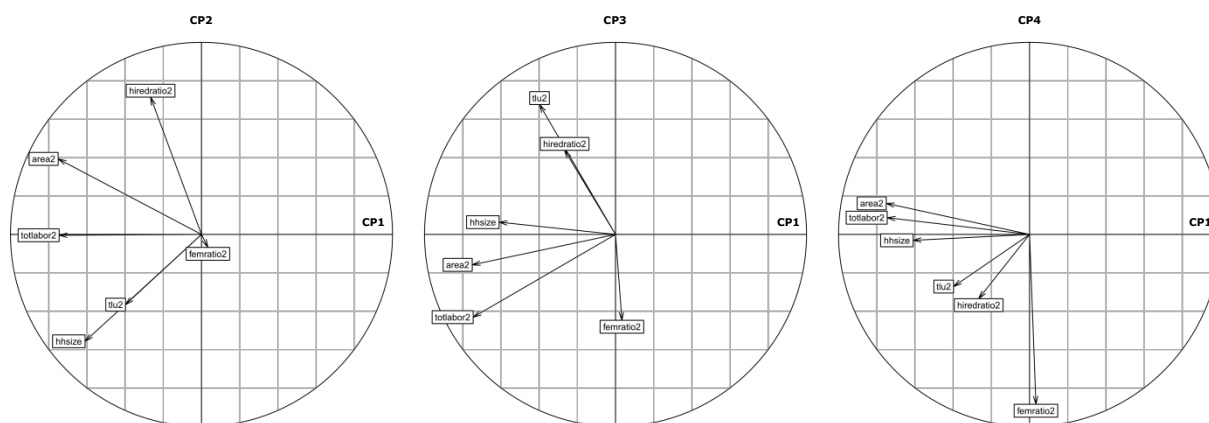 CP2
hiredratio2
area2
CP1
totlabor2
femratio2
tlu2
hhsize
CP3
tlu2
hiredratio2
CP1
hhsize
area2
totlabor2
femratio2
CP4
area2
totlabor2
CP1
hhsize
tlu2
hiredratio2
femratio2